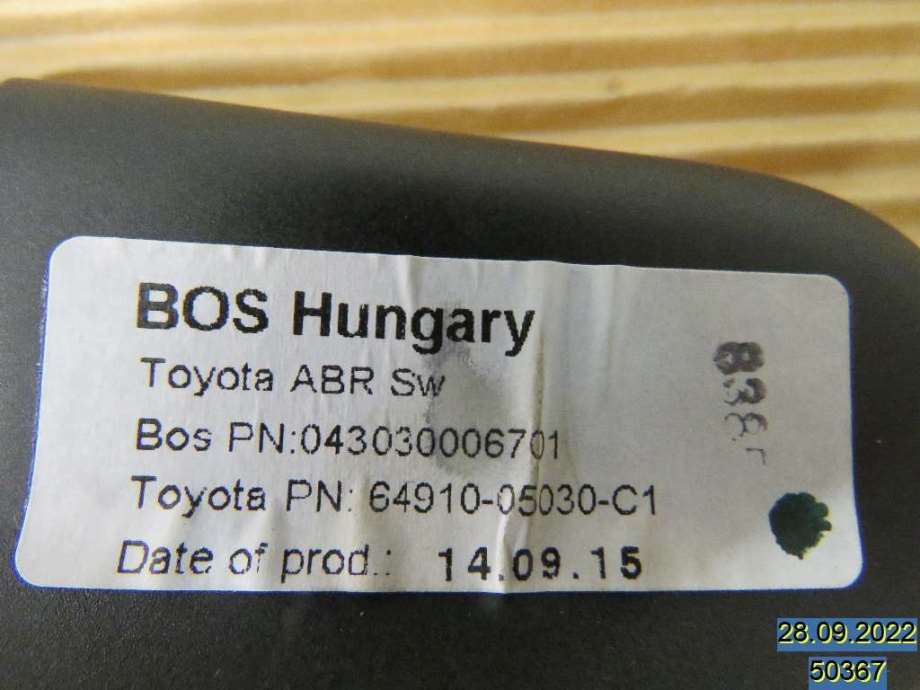 BOS Hungary
Toyota ABR Sw
Bos PN:043030006701
Toyota PN: 64910-05030-C1
Date of prod.: 14.09.15
28.09.2022
50367